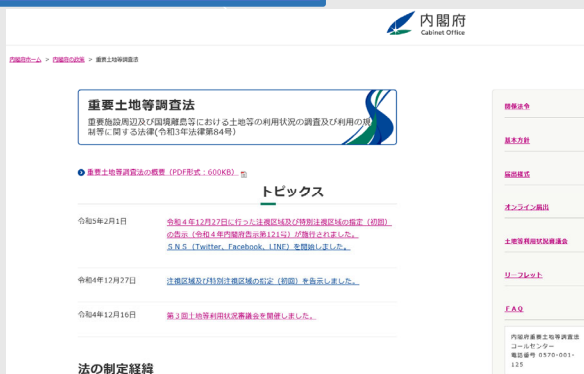 内閣府
Cabinet Office
内閣府ホーム > 内閣府の政策 > 重要土地等調査法
重要土地等調査法
重要施設周辺及び国境離島等における土地等の利用状況の調査及び利用の規
制等に関する法律(令和3年法律第84号)
重要土地等調査法の概要（PDF形式：600KB）
トピックス
令和5年2月1日
令和４年12月27日に行った注視区域及び特別注視区域の指定（初回）
の告示（令和４年内閣府告示第121号）が施行されました。
ＳＮＳ（Twitter、Facebook、LINE）を開始しました。
令和4年12月27日
注視区域及び特別注視区域の指定（初回）を告示しました。
令和4年12月16日
第３回土地等利用状況審議会を開催しました。
法の制定経緯
関係法令
基本方針
届出様式
オンライン届出
土地等利用状況審議会
リーフレット
ＦＡＱ
内閣府重要土地等調査法
コールセンター
電話番号 0570-001-
125